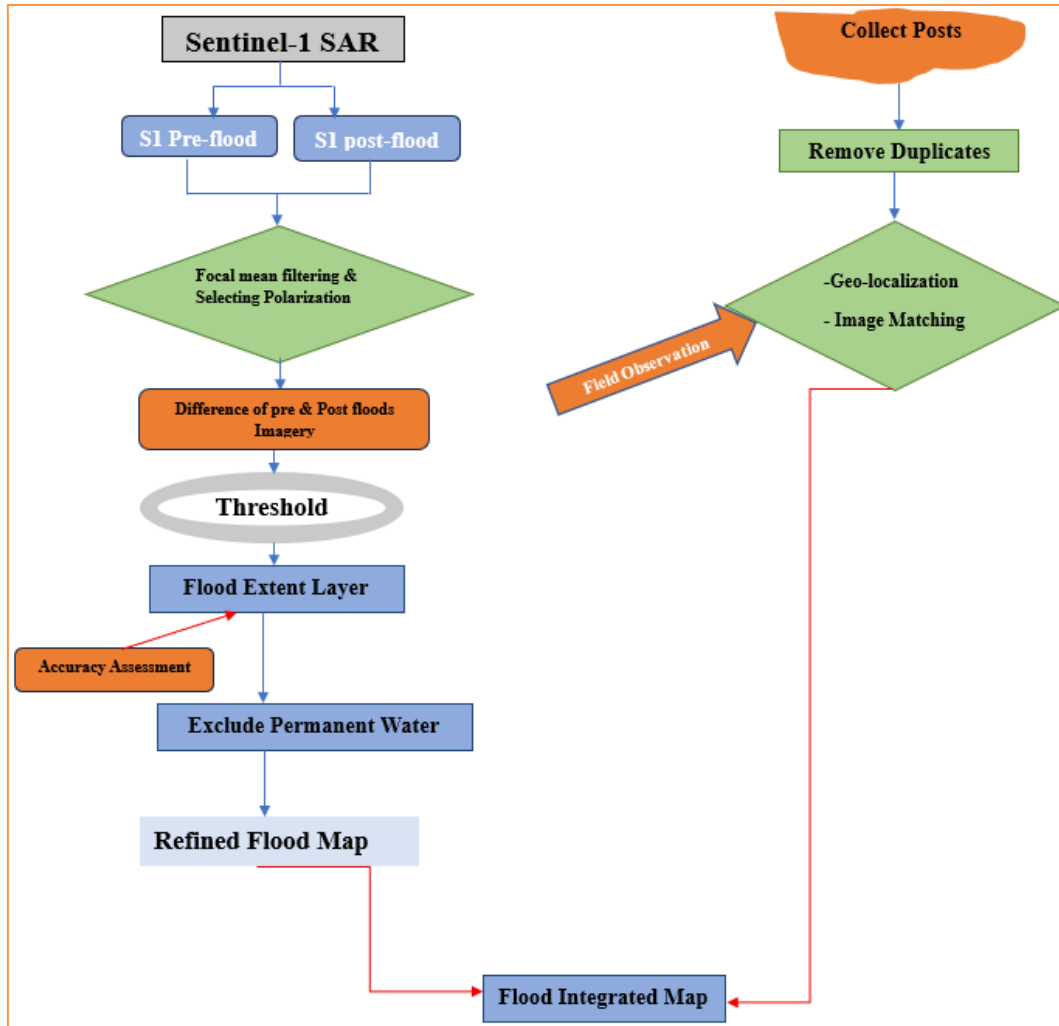 Sentinel-1 SAR
S1 Pre-flood
S1 post-flood
Focal mean filtering &
Selecting Polarization
Difference of pre & Post floods
Imagery
Threshold
Flood Extent Layer
Accuracy Assessment
Exclude Permanent Water
Refined Flood Map
Collect Posts
Remove Duplicates
-Geo-localization
- Image Matching
Field Observation
Flood Integrated Map